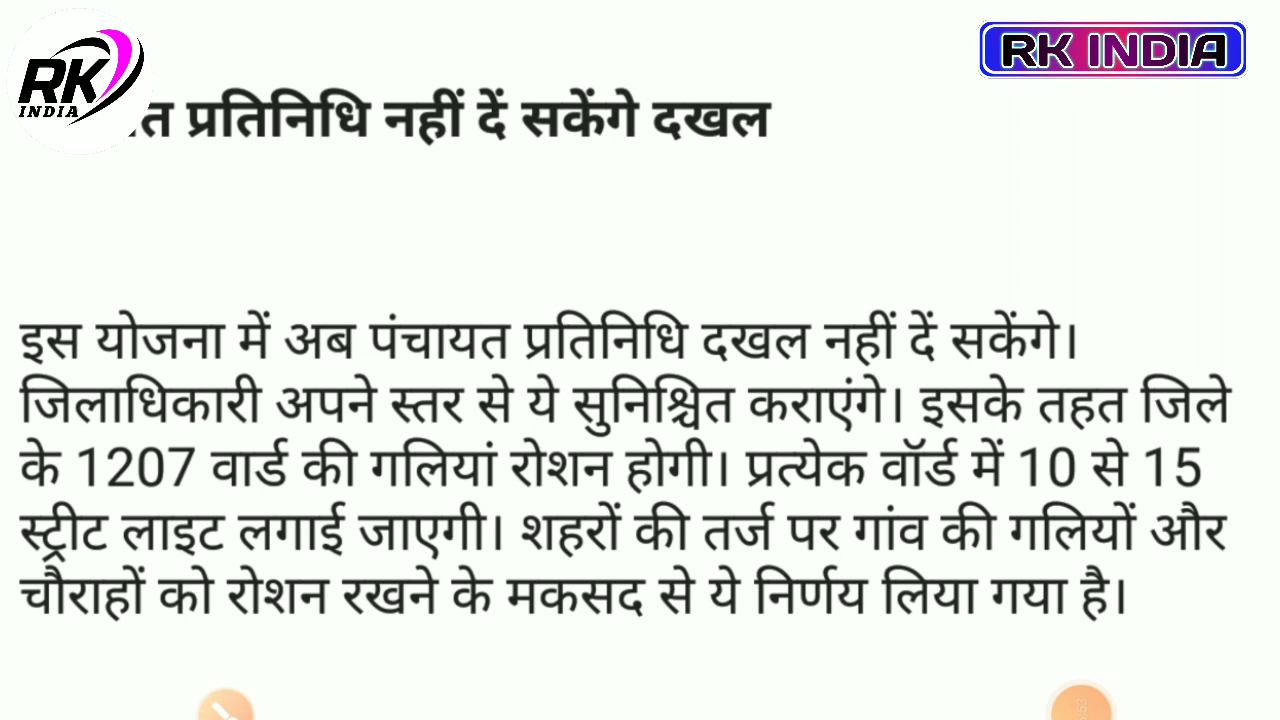 RK
INDIA
RK INDIA
प्रतिनिधि नहीं दें सकेंगे दखल
इस योजना में अब पंचायत प्रतिनिधि दखल नहीं दें सकेंगे।
जिलाधिकारी अपने स्तर से ये सुनिश्चित कराएंगे। इसके तहत जिले
के 1207 वार्ड की गलियां रोशन होगी। प्रत्येक वॉर्ड में 10 से 15
स्ट्रीट लाइट लगाई जाएगी। शहरों की तर्ज पर गांव की गलियों और
चौराहों को रोशन रखने के मकसद से ये निर्णय लिया गया है।